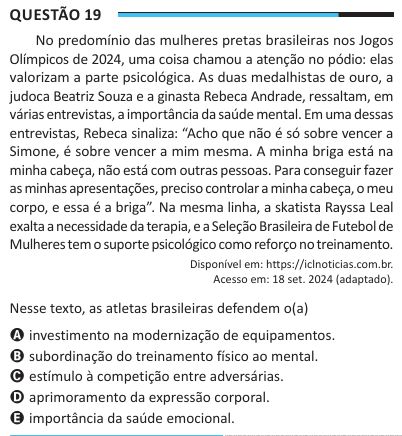 QUESTÃO 19
No predomínio das mulheres pretas brasileiras nos Jogos
Olímpicos de 2024, uma coisa chamou a atenção no pódio: elas
valorizam a parte psicológica. As duas medalhistas de ouro, a
judoca Beatriz Souza e a ginasta Rebeca Andrade, ressaltam, em
várias entrevistas, a importância da saúde mental. Em uma dessas
entrevistas, Rebeca sinaliza: “Acho que não é só sobre vencer a
Simone, é sobre vencer a mim mesma. A minha briga está na
minha cabeça, não está com outras pessoas. Para conseguir fazer
as minhas apresentações, preciso controlar a minha cabeça, o meu
corpo, e essa é a briga”. Na mesma linha, a skatista Rayssa Leal
exalta a necessidade da terapia, e a Seleção Brasileira de Futebol de
Mulheres tem o suporte psicológico como reforço no treinamento.
Disponível em: https://iclnoticias.com.br.
Acesso em: 18 set. 2024 (adaptado).
Nesse texto, as atletas brasileiras defendem o(a)
A investimento na modernização de equipamentos.
B subordinação do treinamento físico ao mental.
C estímulo à competição entre adversárias.
D aprimoramento da expressão corporal.
E importância da saúde emocional.